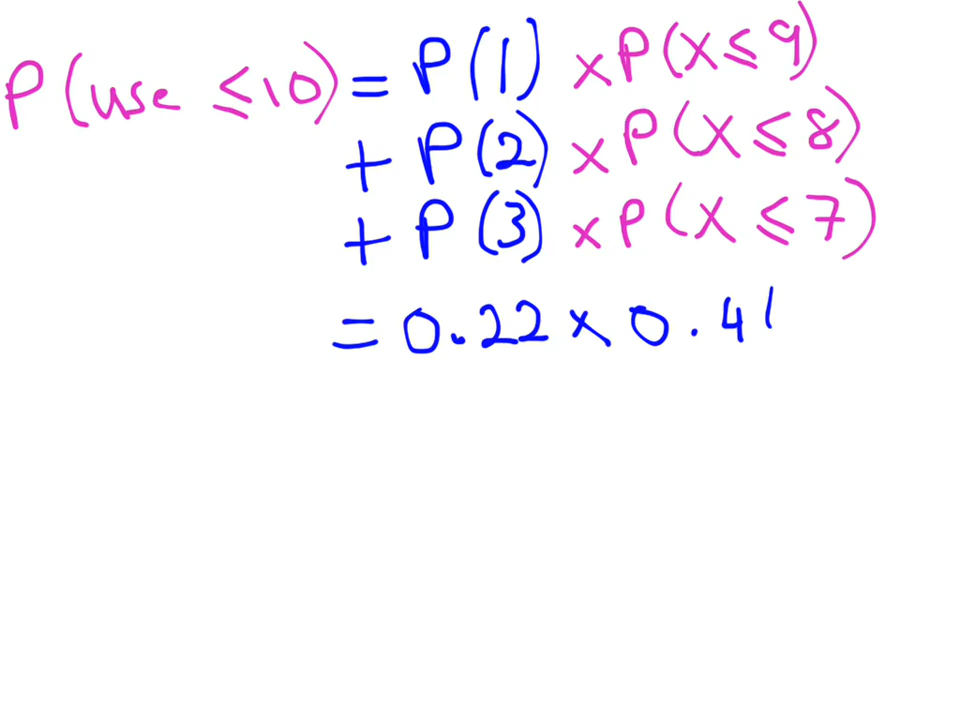 P(use ≤10) = P(1) ×P(X≤9)
+ P(2) ×P(X≤8)
+ P(3) ×P(X≤7)
= 0.22 × 0.41